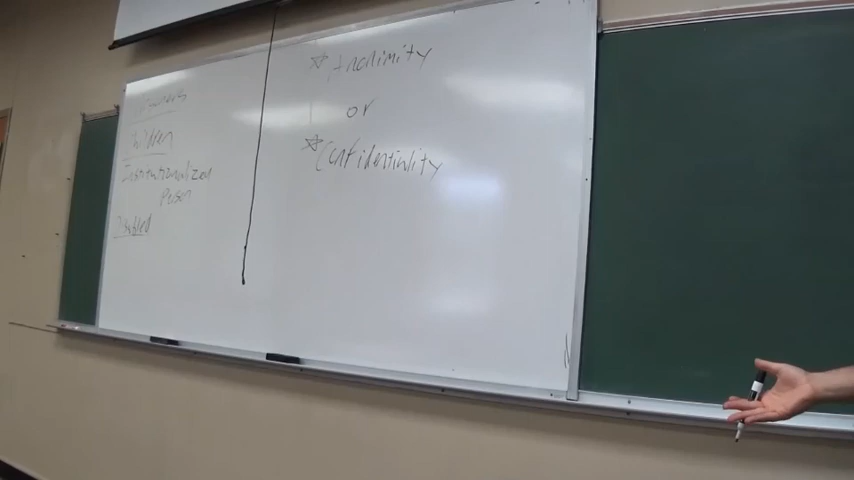 Children
Institutionalized
Person
Disabled
☆ Anonimity
or
☆ Confidentiality